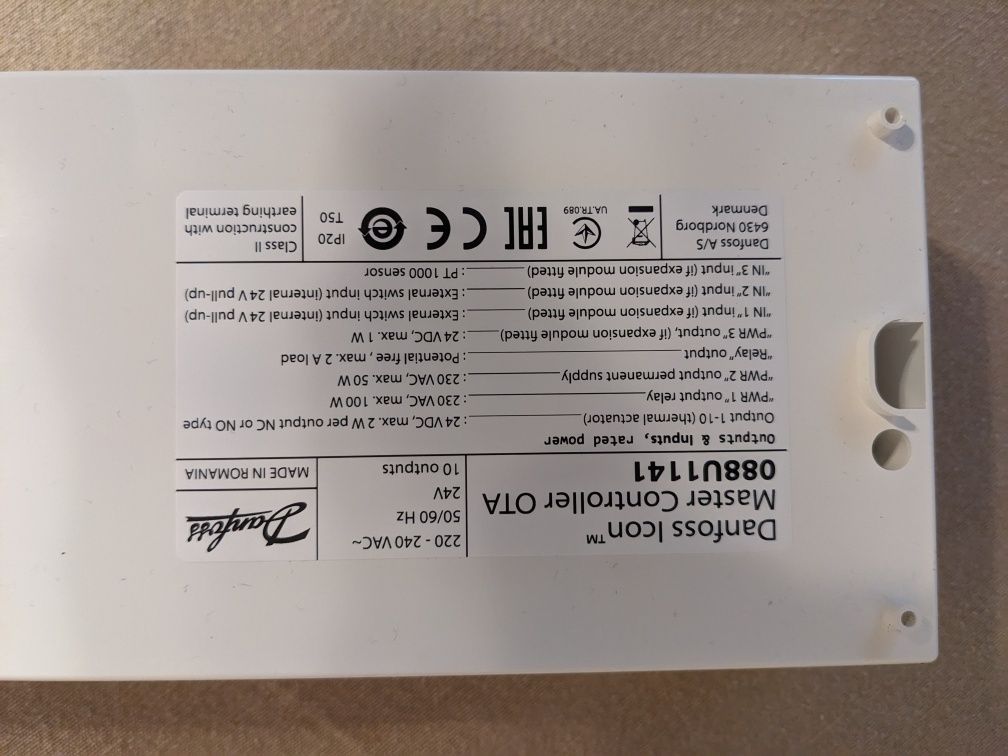 Danfoss Icon™
Master Controller OTA
088U1141
220 - 240 VAC~
50/60 Hz
24V
10 outputs
Danfoss
MADE IN ROMANIA
Outputs & Inputs, rated power
Output 1-10 (thermal actuator) : 24 VDC, max. 2 W per output NC or NO type
"PWR 1" output relay : 230 VAC, max. 100 W
"PWR 2" output permanent supply : 230 VAC, max. 50 W
"Relay" output : Potential free , max. 2 A load
"PWR 3" output, (if expansion module fitted) : 24 VDC, max. 1 W
"IN 1" input (if expansion module fitted) : External switch input (internal 24 V pull-up)
"IN 2" input (if expansion module fitted) : External switch input (internal 24 V pull-up)
"IN 3" input (if expansion module fitted) : PT 1000 sensor
Danfoss A/S
6430 Nordborg
Denmark
UA.TR.089
EAC
CE
e
50
IP20
T50
Class II
construction with
earthing terminal